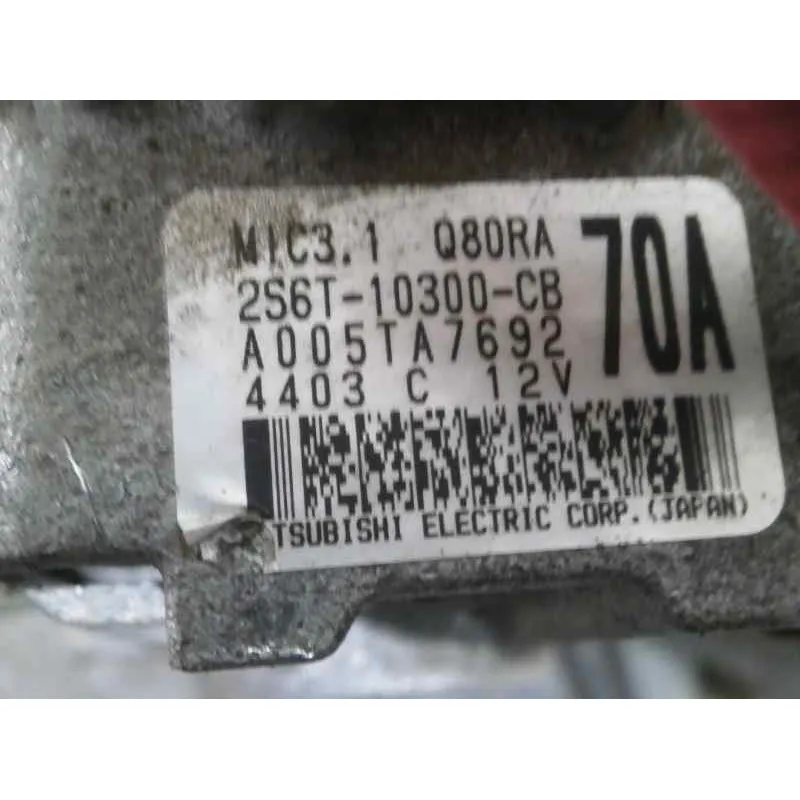 MIC3.1 Q80RA 70A
2S6T-10300-CB
A005TA7692
4403 C 12V
TSUBISHI ELECTRIC CORP.(JAPAN)